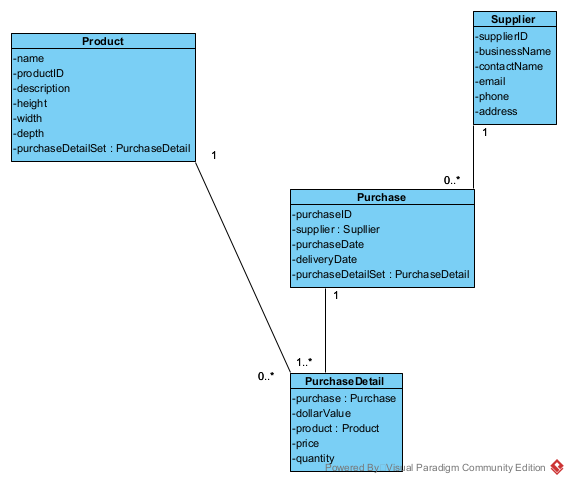 Supplier
-supplierID
-businessName
-contactName
-email
-phone
-address
1
0..*
Product
-name
-productID
-description
-height
-width
-depth
-purchaseDetailSet : PurchaseDetail
1
Purchase
-purchaseID
-supplier : Supllier
-purchaseDate
-deliveryDate
-purchaseDetailSet : PurchaseDetail
1
1..*
0..*
PurchaseDetail
-purchase : Purchase
-dollarValue
-product : Product
-price
-quantity
Powered By: Visual Paradigm Community Edition